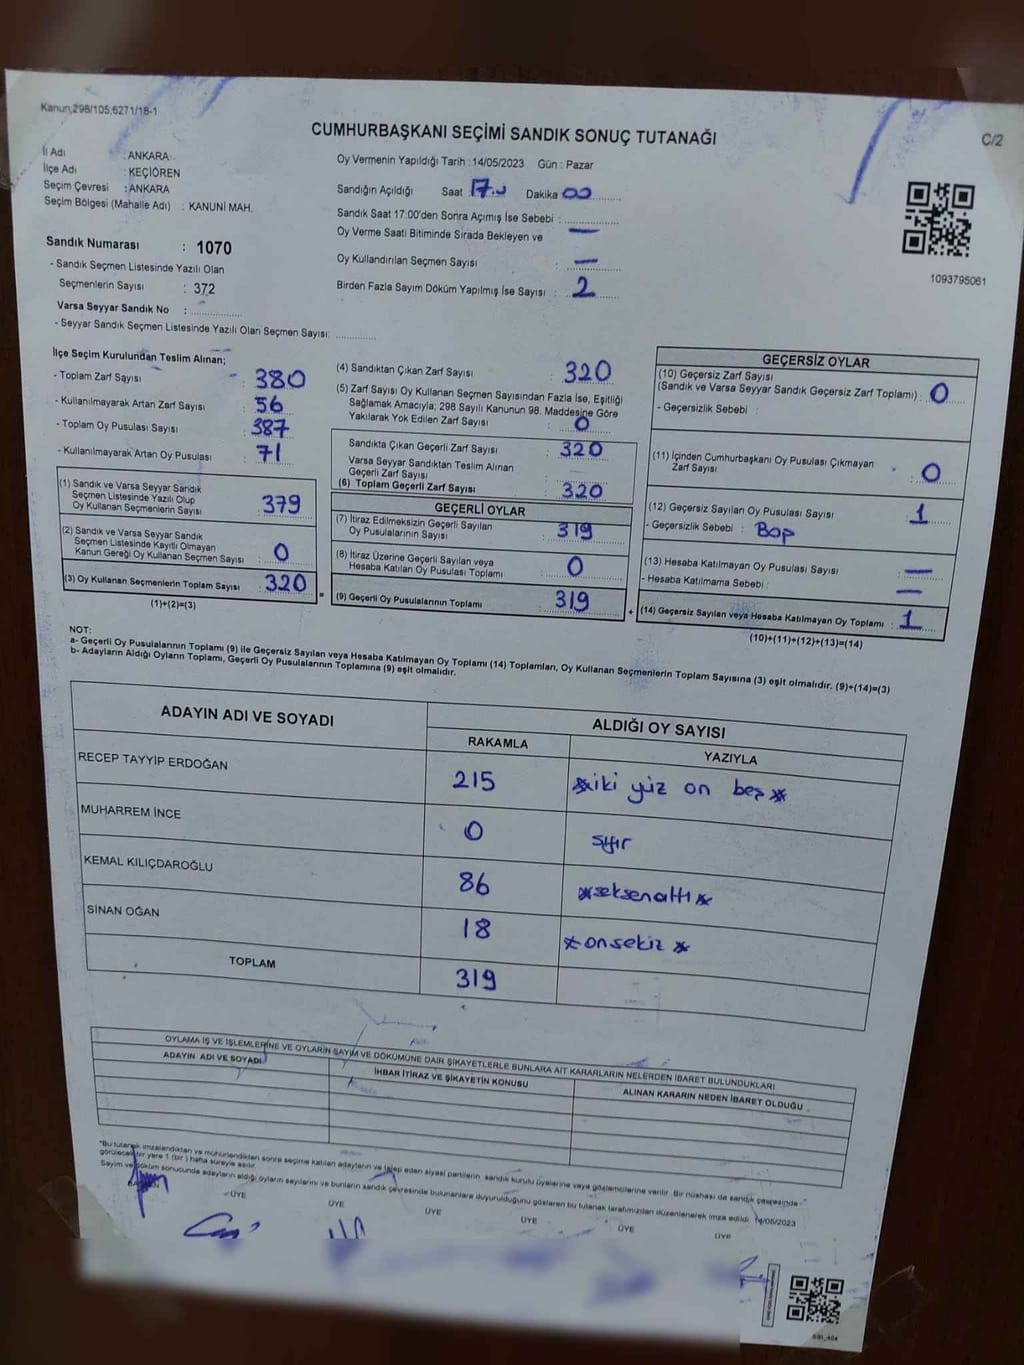 Kanun;298/105,6271/18-1
CUMHURBAŞKANI SEÇİMİ SANDIK SONUÇ TUTANAĞI
C/2
İl Adı : ANKARA
İlçe Adı : KEÇİÖREN
Seçim Çevresi : ANKARA
Seçim Bölgesi (Mahalle Adı) : KANUNİ MAH.
Oy Vermenin Yapıldığı Tarih : 14/05/2023 Gün : Pazar
Sandığın Açıldığı Saat 17.00 Dakika 00
Sandık Saat 17:00'den Sonra Açımış İse Sebebi :
Oy Verme Saati Bitiminde Sırada Bekleyen ve —
Oy Kullandırılan Seçmen Sayısı : —
Birden Fazla Sayım Döküm Yapılmış İse Sayısı : 2
1093795061
Sandık Numarası : 1070
- Sandık Seçmen Listesinde Yazılı Olan
Seçmenlerin Sayısı : 372
Varsa Seyyar Sandık No :
- Seyyar Sandık Seçmen Listesinde Yazılı Olan Seçmen Sayısı:
İlçe Seçim Kurulundan Teslim Alınan;
- Toplam Zarf Sayısı 380
- Kullanılmayarak Artan Zarf Sayısı : 56
- Toplam Oy Pusulası Sayısı : 387
- Kullanılmayarak Artan Oy Pusulası : 71
(1) Sandık ve Varsa Seyyar Sandık
Seçmen Listesinde Yazılı Olup
Oy Kullanan Seçmenlerin Sayısı : 379
(2) Sandık ve Varsa Seyyar Sandık
Seçmen Listesinde Kayıtlı Olmayan
Kanun Gereği Oy Kullanan Seçmen Sayısı : 0
(3) Oy Kullanan Seçmenlerin Toplam Sayısı : 320
(1)+(2)=(3)
(4) Sandıktan Çıkan Zarf Sayısı : 320
(5) Zarf Sayısı Oy Kullanan Seçmen Sayısından Fazla İse, Eşitliği
Sağlamak Amacıyla; 298 Sayılı Kanunun 98. Maddesine Göre
Yakılarak Yok Edilen Zarf Sayısı : 0
Sandıkta Çıkan Geçerli Zarf Sayısı : 320
Varsa Seyyar Sandıktan Teslim Alınan
Geçerli Zarf Sayısı :
(6) Toplam Geçerli Zarf Sayısı : 320
GEÇERLİ OYLAR
(7) İtiraz Edilmeksizin Geçerli Sayılan
Oy Pusulalarının Sayısı : 319
(8) İtiraz Üzerine Geçerli Sayılan veya
Hesaba Katılan Oy Pusulası Toplamı : 0
(9) Geçerli Oy Pusulalarının Toplamı : 319
GEÇERSİZ OYLAR
(10) Geçersiz Zarf Sayısı
(Sandık ve Varsa Seyyar Sandık Geçersiz Zarf Toplamı) : 0
- Geçersizlik Sebebi :
(11) İçinden Cumhurbaşkanı Oy Pusulası Çıkmayan
Zarf Sayısı : 0
(12) Geçersiz Sayılan Oy Pusulası Sayısı : 1
- Geçersizlik Sebebi : Boş
(13) Hesaba Katılmayan Oy Pusulası Sayısı : —
- Hesaba Katılmama Sebebi : —
(14) Geçersiz Sayılan veya Hesaba Katılmayan Oy Toplamı : 1
(10)+(11)+(12)+(13)=(14)
NOT:
a- Geçerli Oy Pusulalarının Toplamı (9) ile Geçersiz Sayılan veya Hesaba Katılmayan Oy Toplamı (14) Toplamları, Oy Kullanan Seçmenlerin Toplam Sayısına (3) eşit olmalıdır. (9)+(14)=(3)
b- Adayların Aldığı Oyların Toplamı, Geçerli Oy Pusulalarının Toplamına (9) eşit olmalıdır.
ADAYIN ADI VE SOYADI
ALDIĞI OY SAYISI
RAKAMLA YAZIYLA
RECEP TAYYİP ERDOĞAN 215 *iki yüz on beş*
MUHARREM İNCE 0 sıfır
KEMAL KILIÇDAROĞLU 86 *seksenaltı*
SİNAN OĞAN 18 *onsekiz*
TOPLAM 319
OYLAMA İŞ VE İŞLEMLERİNE VE OYLARIN SAYIM VE DÖKÜMÜNE DAİR ŞİKAYETLERLE BUNLARA AİT KARARLARIN NELERDEN İBARET BULUNDUKLARI
ADAYIN ADI VE SOYADI İHBAR İTİRAZ VE ŞİKAYETİN KONUSU ALINAN KARARIN NEDEN İBARET OLDUĞU
"Bu tutanak imzalandıktan ve mühürlendikten sonra seçime katılan adayların ve talep eden siyasi partilerin sandık kurulu üyelerine veya gözlemcilerine verilir. Bir nüshası da sandık çevresinde
görülecek bir yere 1 (bir) hafta süreyle asılır."
Sayım ve döküm sonucunda adayların aldığı oyların sayılarını ve bunların sandık çevresinde bulunanlara duyurulduğunu gösteren bu tutanak tarafımızdan düzenlenerek imza edildi. 14/05/2023
BAŞKAN ÜYE ÜYE ÜYE ÜYE ÜYE ÜYE